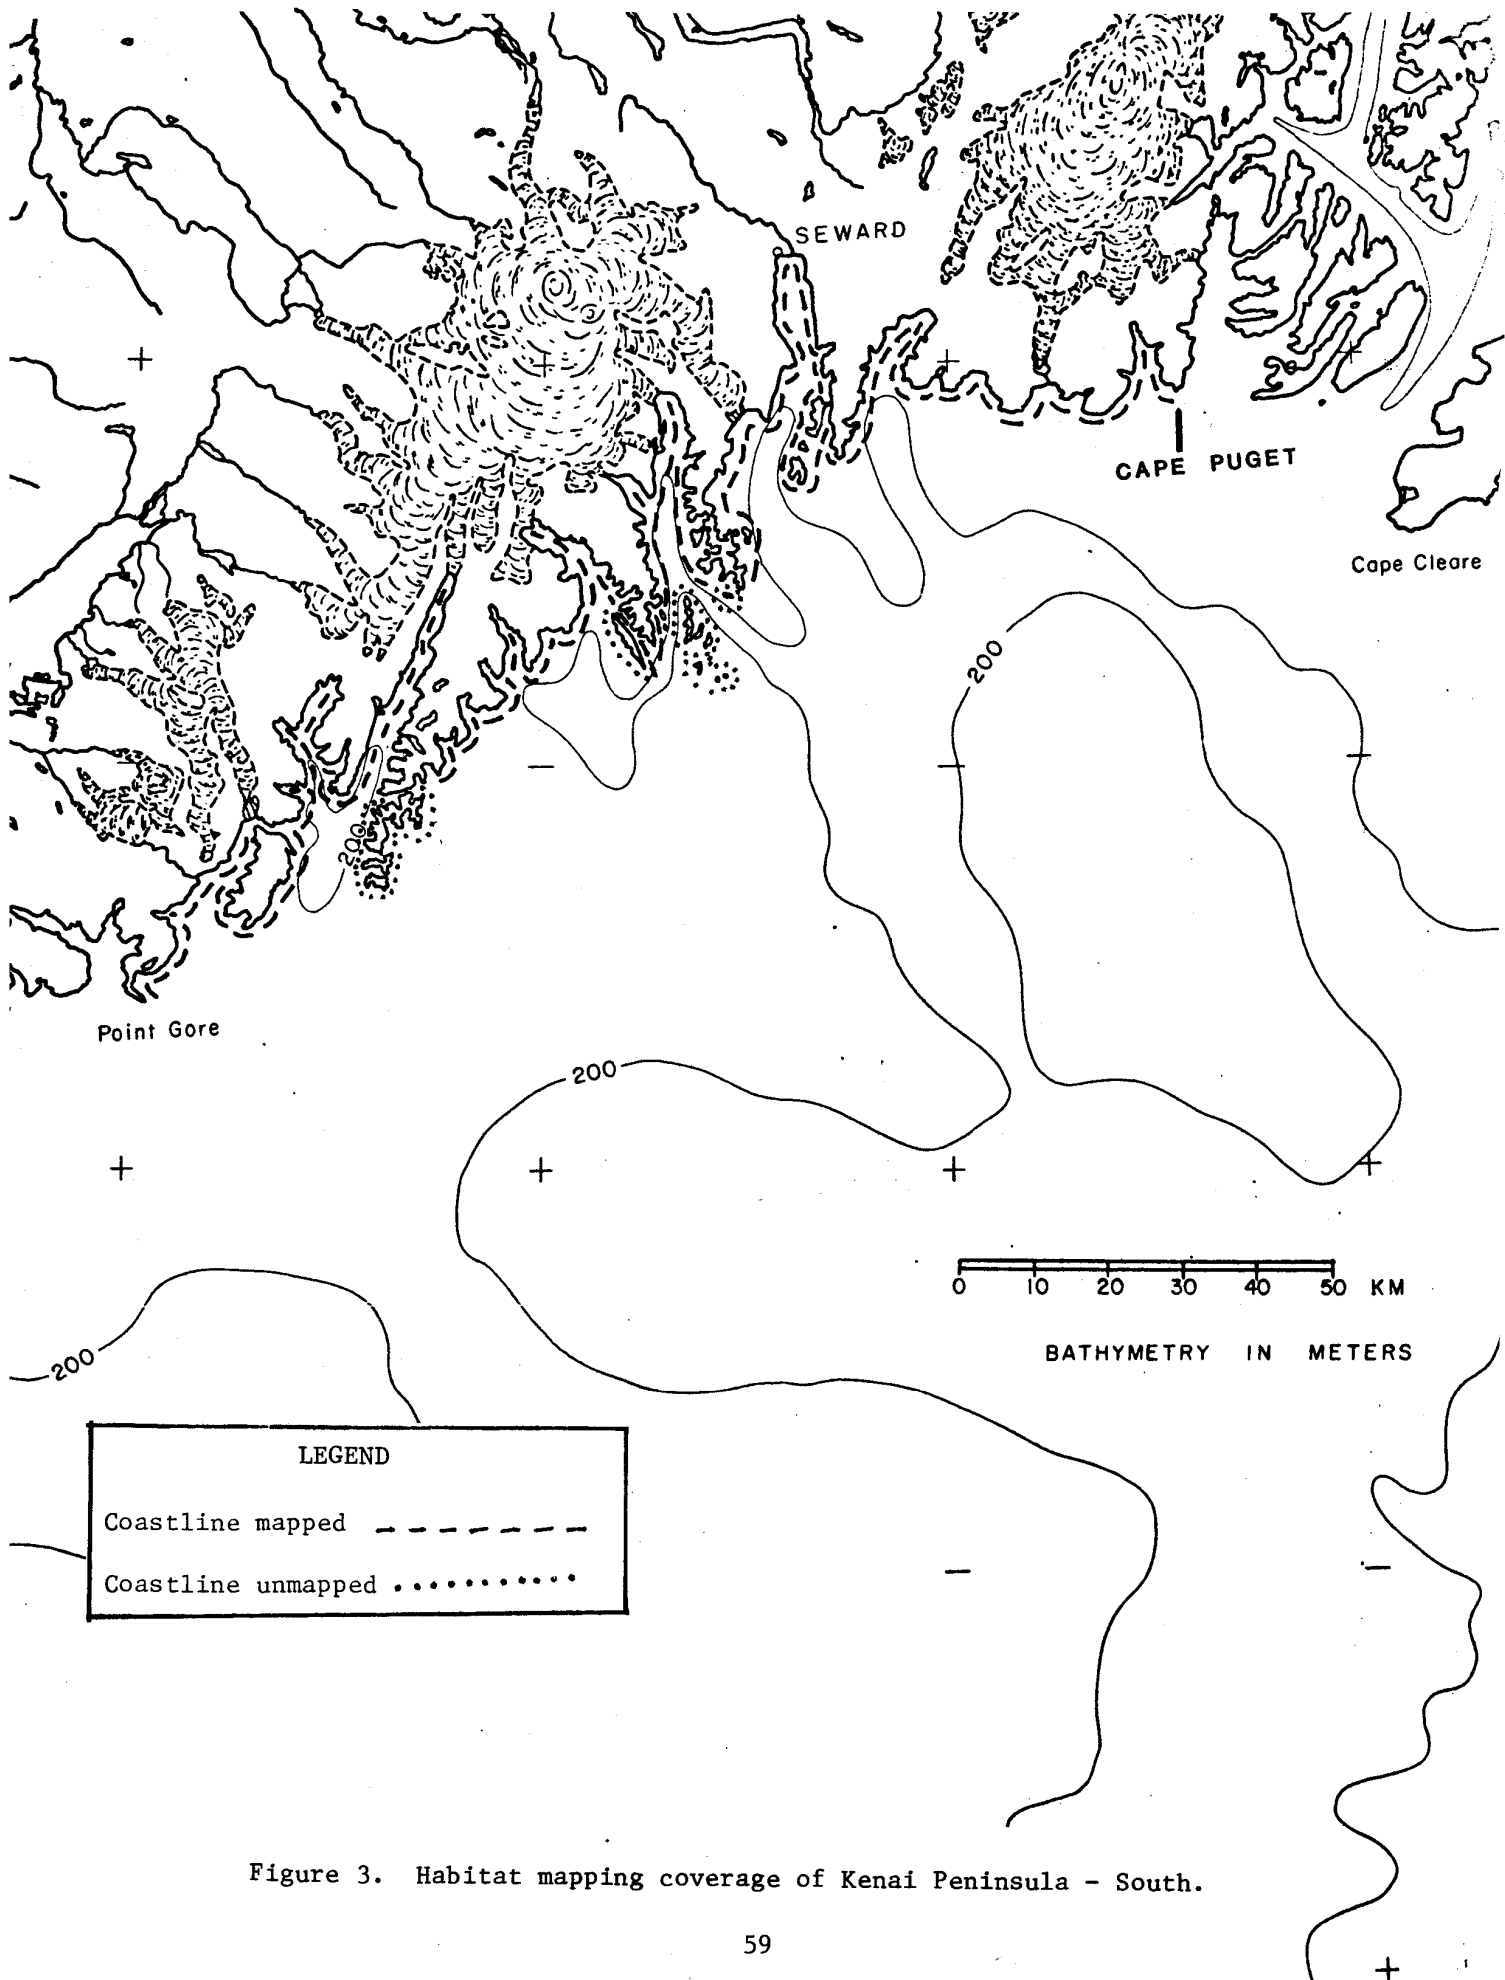 SEWARD
CAPE PUGET
Cape Cleare
200
200
Point Gore
200
0 10 20 30 40 50 KM
BATHYMETRY IN METERS
200
LEGEND
Coastline mapped
Coastline unmapped
Figure 3. Habitat mapping coverage of Kenai Peninsula - South.
59